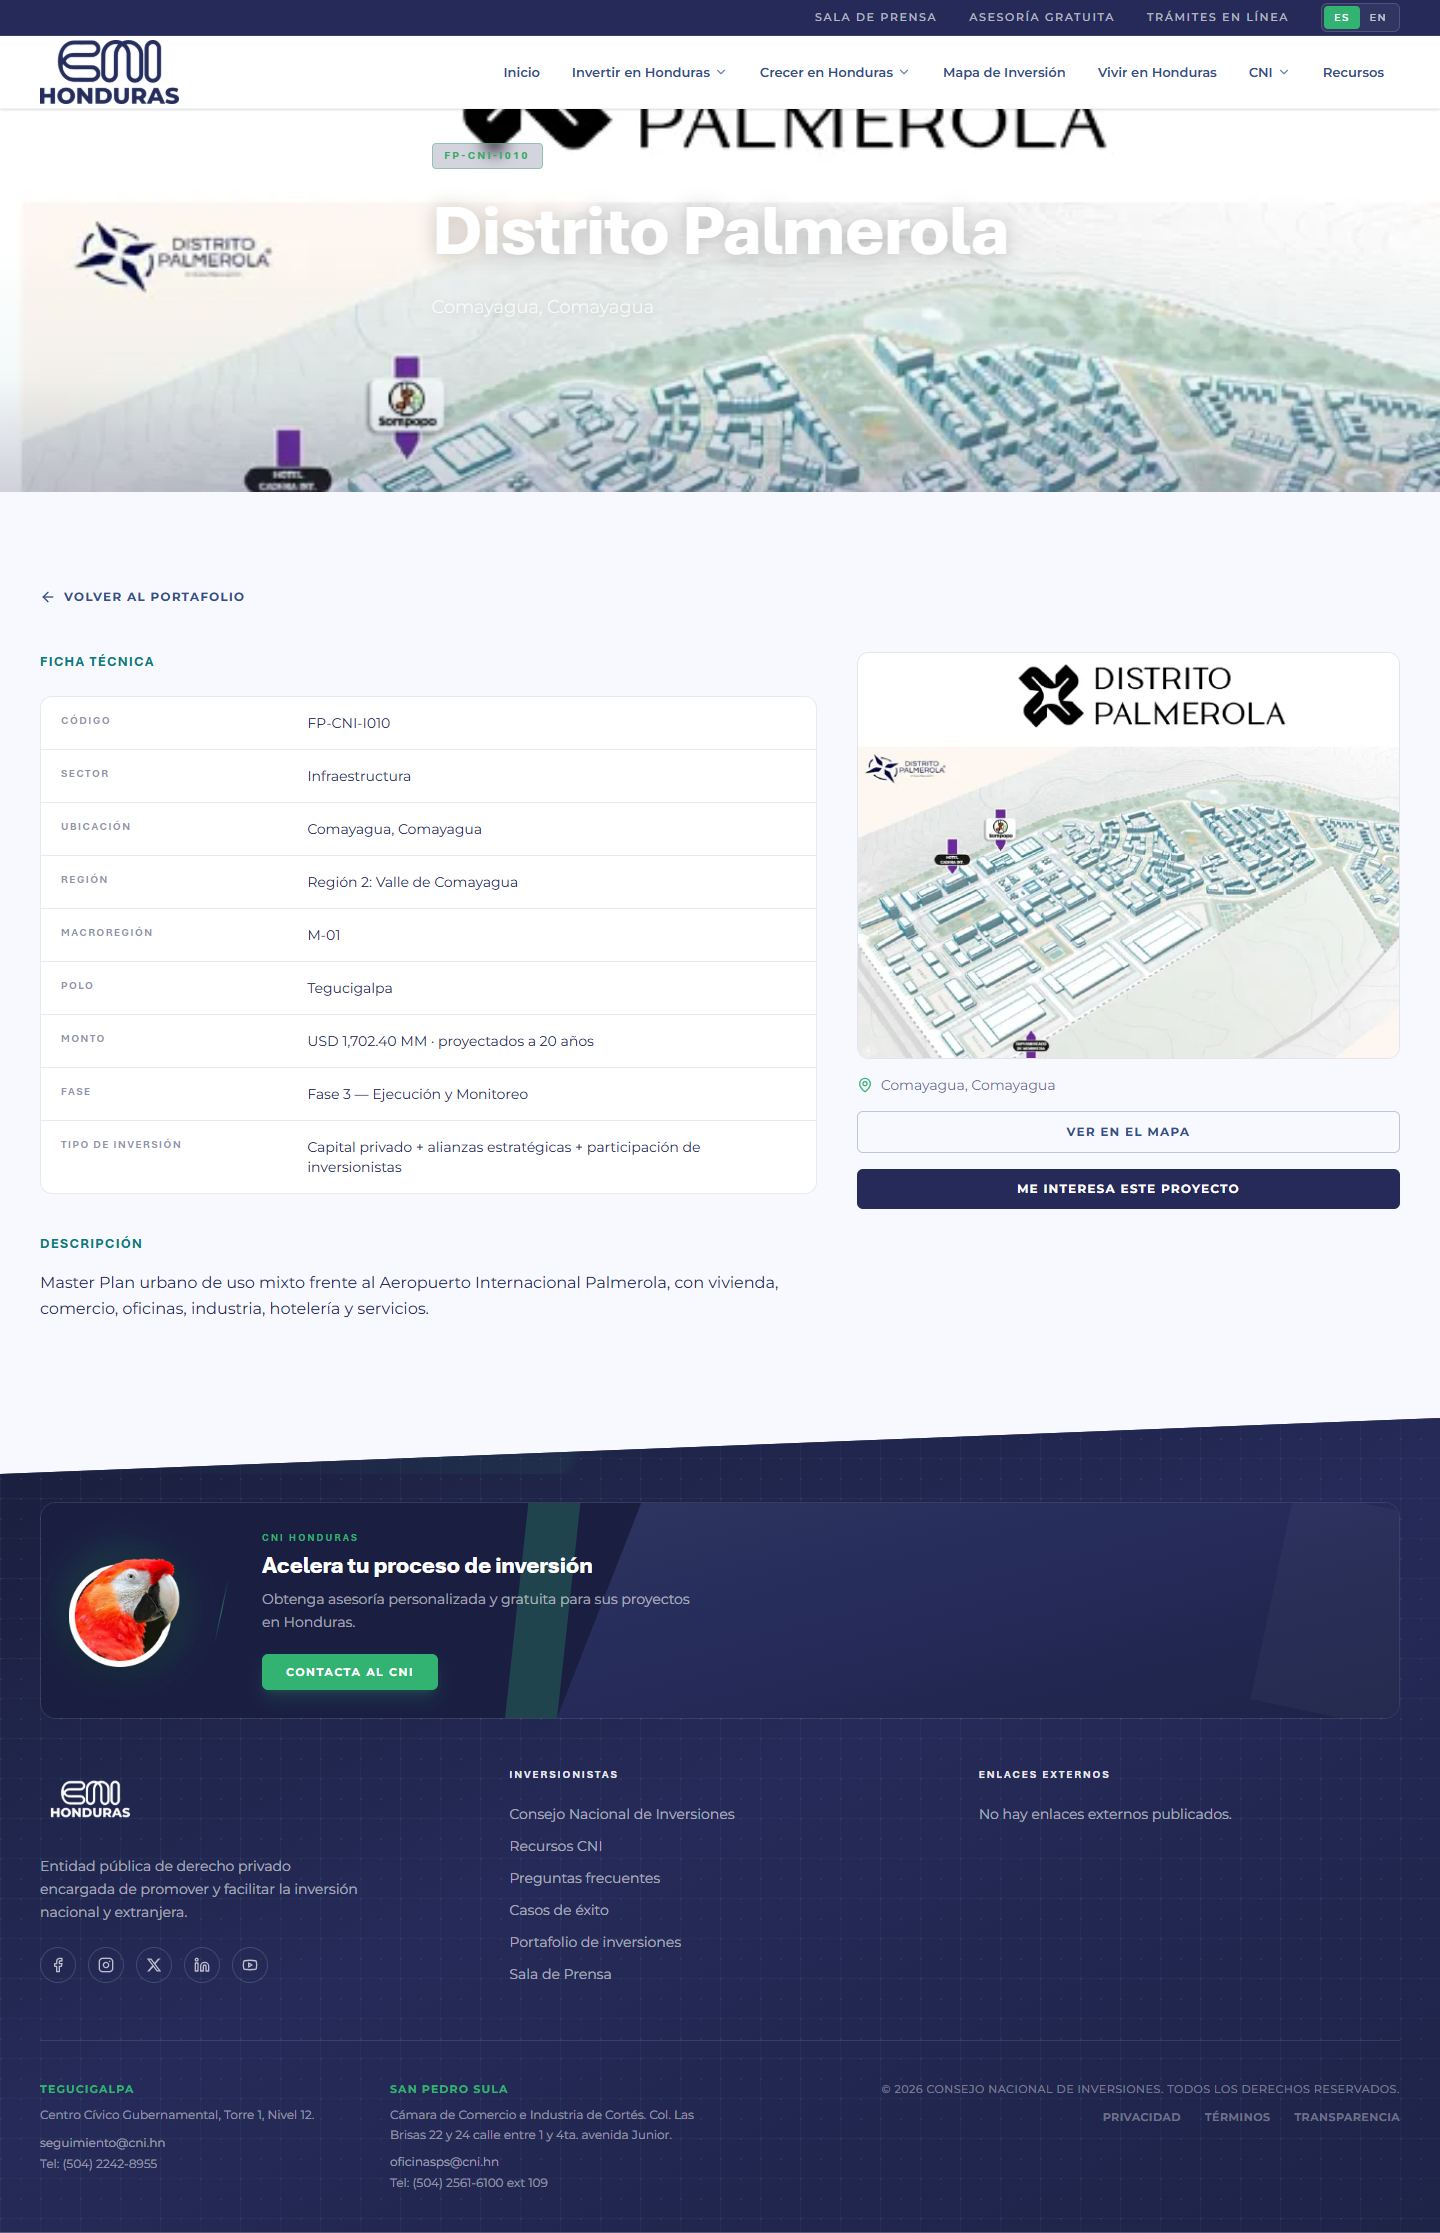 SALA DE PRENSA ASESORÍA GRATUITA TRÁMITES EN LÍNEA ES EN
HONDURAS
Inicio Invertir en Honduras Crecer en Honduras Mapa de Inversión Vivir en Honduras CNI Recursos
PALMEROLA
FP-CNI-I010
Distrito Palmerola
Comayagua, Comayagua
DISTRITO
PALMEROLA
Sompopo
HOTEL
CADENA INT.
VOLVER AL PORTAFOLIO
FICHA TÉCNICA
CÓDIGO FP-CNI-I010
SECTOR Infraestructura
UBICACIÓN Comayagua, Comayagua
REGIÓN Región 2: Valle de Comayagua
MACROREGIÓN M-01
POLO Tegucigalpa
MONTO USD 1,702.40 MM · proyectados a 20 años
FASE Fase 3 — Ejecución y Monitoreo
TIPO DE INVERSIÓN Capital privado + alianzas estratégicas + participación de
inversionistas
DISTRITO
PALMEROLA
DISTRITO
PALMEROLA
Sompopo
HOTEL
CADENA INT.
Comayagua, Comayagua
VER EN EL MAPA
ME INTERESA ESTE PROYECTO
DESCRIPCIÓN
Master Plan urbano de uso mixto frente al Aeropuerto Internacional Palmerola, con vivienda,
comercio, oficinas, industria, hotelería y servicios.
CNI HONDURAS
Acelera tu proceso de inversión
Obtenga asesoría personalizada y gratuita para sus proyectos
en Honduras.
CONTACTA AL CNI
HONDURAS
Entidad pública de derecho privado
encargada de promover y facilitar la inversión
nacional y extranjera.
INVERSIONISTAS
Consejo Nacional de Inversiones
Recursos CNI
Preguntas frecuentes
Casos de éxito
Portafolio de inversiones
Sala de Prensa
ENLACES EXTERNOS
No hay enlaces externos publicados.
TEGUCIGALPA
Centro Cívico Gubernamental, Torre 1, Nivel 12.
seguimiento@cni.hn
Tel: (504) 2242-8955
SAN PEDRO SULA
Cámara de Comercio e Industria de Cortés. Col. Las
Brisas 22 y 24 calle entre 1 y 4ta. avenida Junior.
oficinasps@cni.hn
Tel: (504) 2561-6100 ext 109
© 2026 CONSEJO NACIONAL DE INVERSIONES. TODOS LOS DERECHOS RESERVADOS.
PRIVACIDAD TÉRMINOS TRANSPARENCIA